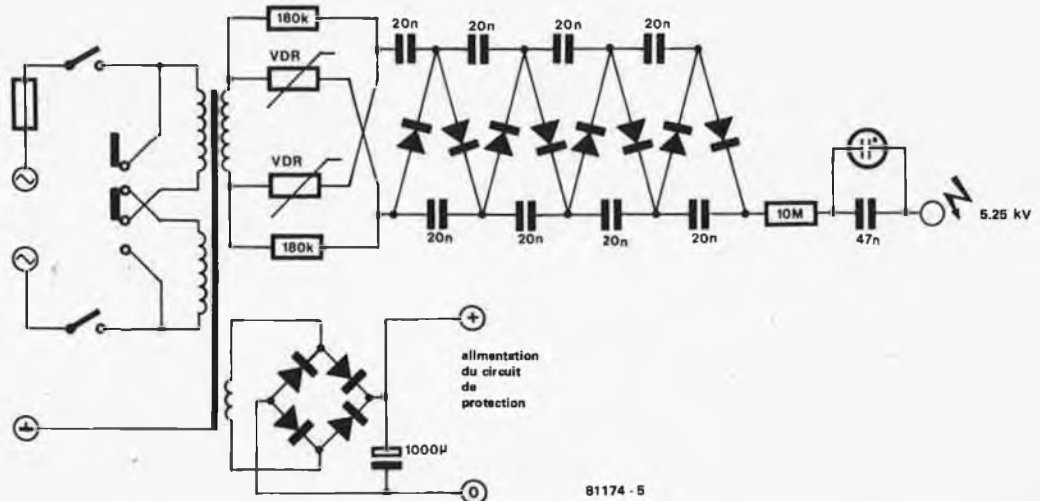 180k
20n
20n
20n
20n
VDR
VDR
180k
20n
20n
20n
20n
10M
47n
5.25 kV
+
alimentation
du circuit
de
protection
1000µ
0
81174 - 5